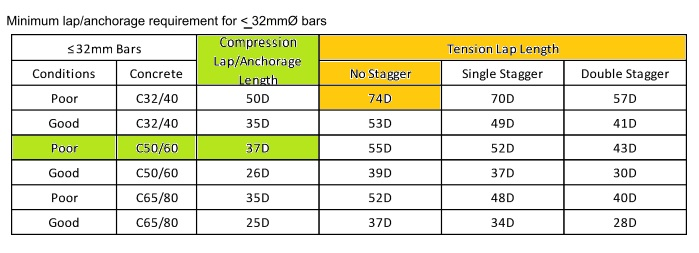 Minimum lap/anchorage requirement for ≤ 32mmØ bars
≤32mm Bars Compression Lap/Anchorage Length Tension Lap Length
Conditions Concrete No Stagger Single Stagger Double Stagger
Poor C32/40 50D 74D 70D 57D
Good C32/40 35D 53D 49D 41D
Poor C50/60 37D 55D 52D 43D
Good C50/60 26D 39D 37D 30D
Poor C65/80 35D 52D 48D 40D
Good C65/80 25D 37D 34D 28D